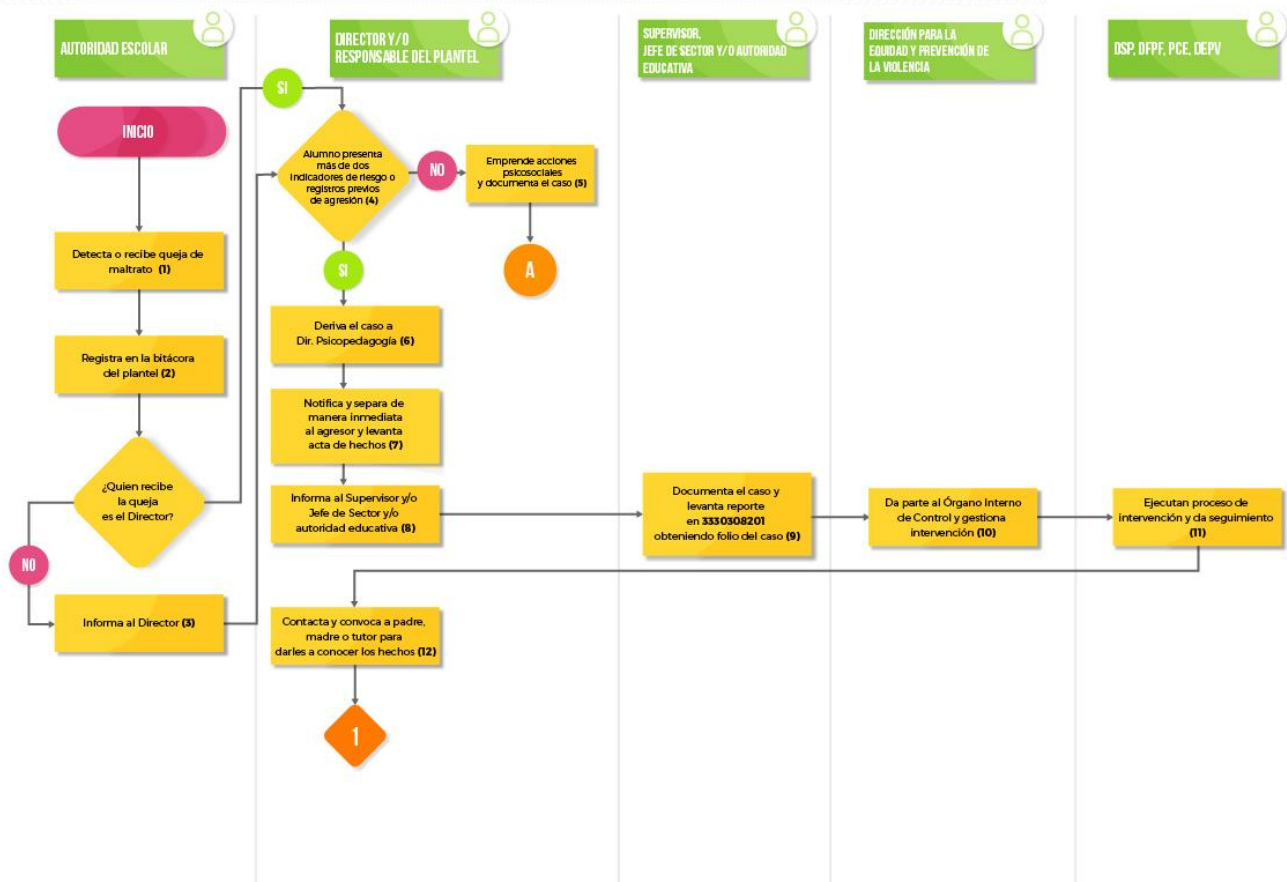 AUTORIDAD ESCOLAR
DIRECTOR Y/O
RESPONSABLE DEL PLANTEL
SUPERVISOR,
JEFE DE SECTOR Y/O AUTORIDAD
EDUCATIVA
DIRECCIÓN PARA LA
EQUIDAD Y PREVENCIÓN DE
LA VIOLENCIA
DSP, DFPF, PCE, DEPV
INICIO
Detecta o recibe queja de
maltrato (1)
Registra en la bitácora
del plantel (2)
¿Quien recibe
la queja
es el Director?
NO
Informa al Director (3)
SI
Alumno presenta
más de dos
indicadores de riesgo o
registros previos
de agresión (4)
NO
Emprende acciones
psicosociales
y documenta el caso (5)
A
SI
Deriva el caso a
Dir. Psicopedagogía (6)
Notifica y separa de
manera inmediata
al agresor y levanta
acta de hechos (7)
Informa al Supervisor y/o
Jefe de Sector y/o
autoridad educativa (8)
Documenta el caso y
levanta reporte
en 3330308201
obteniendo folio del caso (9)
Da parte al Órgano Interno
de Control y gestiona
intervención (10)
Ejecutan proceso de
intervención y da seguimiento
(11)
Contacta y convoca a padre,
madre o tutor para
darles a conocer los hechos (12)
1